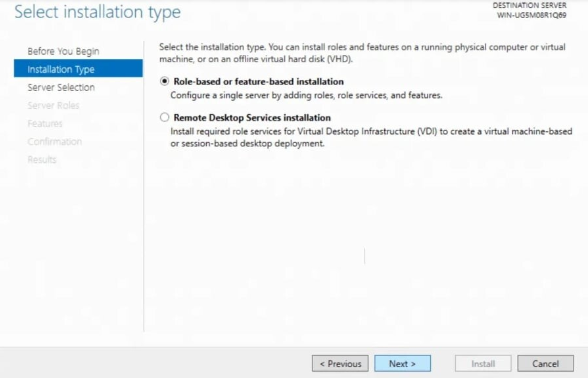 Select installation type
DESTINATION SERVER
WIN-UG5M08R1Q69
Before You Begin
Installation Type
Server Selection
Server Roles
Features
Confirmation
Results
Select the installation type. You can install roles and features on a running physical computer or virtual
machine, or on an offline virtual hard disk (VHD).
Role-based or feature-based installation
Configure a single server by adding roles, role services, and features.
Remote Desktop Services installation
Install required role services for Virtual Desktop Infrastructure (VDI) to create a virtual machine-based
or session-based desktop deployment.
< Previous
Next >
Install
Cancel